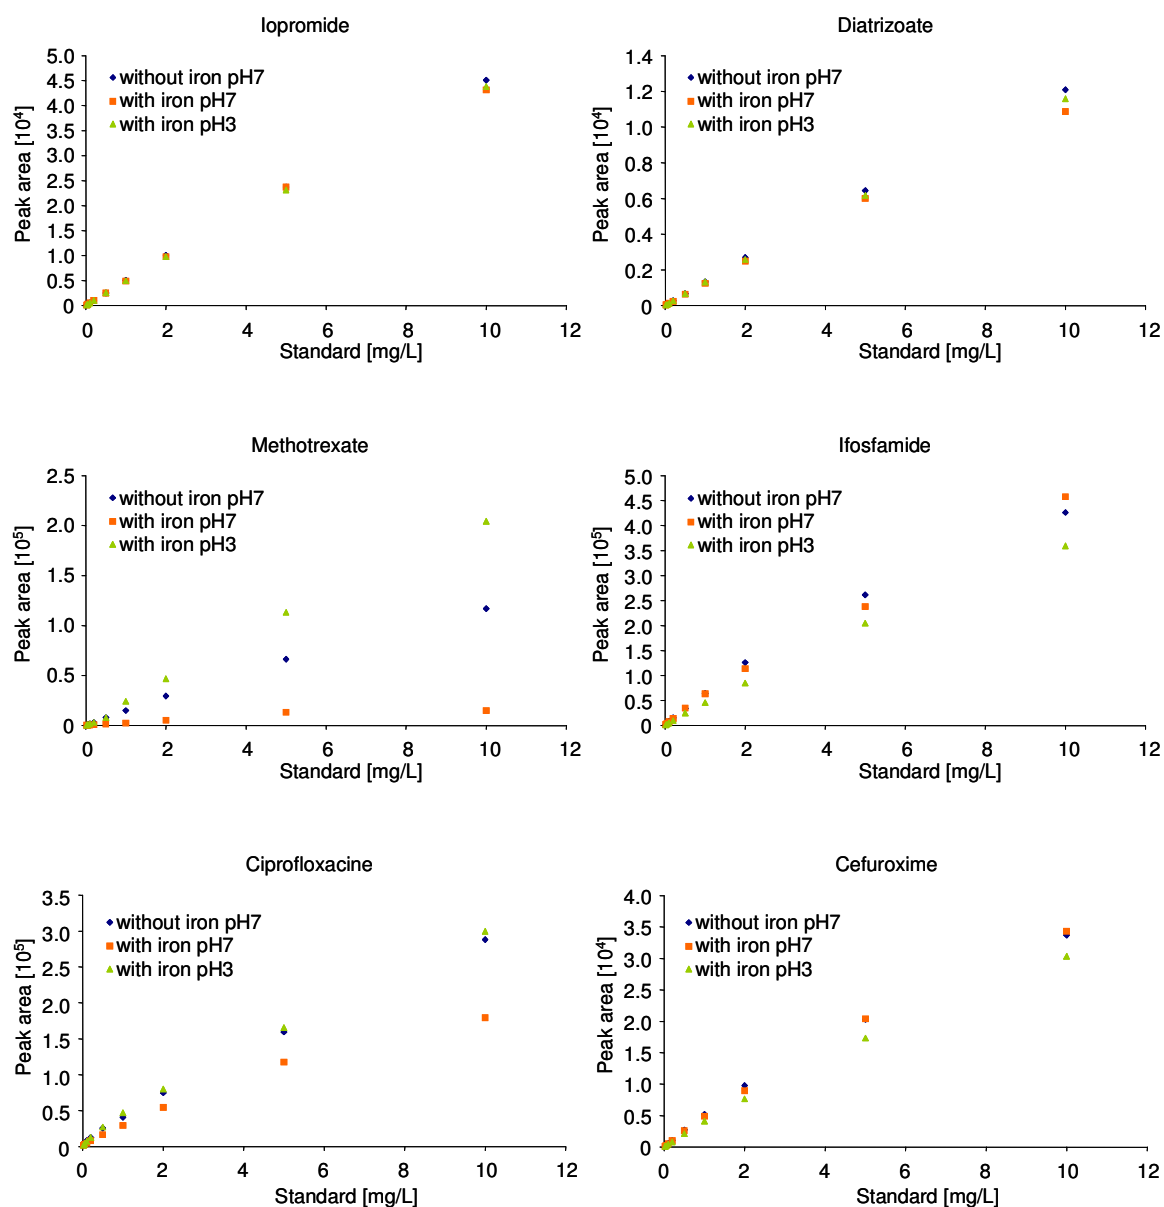 Iopromide
5.0
4.5
4.0
3.5
3.0
2.5
2.0
1.5
1.0
0.5
0
Peak area [10⁴]
without iron pH7
with iron pH7
with iron pH3
0 2 4 6 8 10 12
Standard [mg/L]
Diatrizoate
1.4
1.2
1.0
0.8
0.6
0.4
0.2
0
Peak area [10⁴]
without iron pH7
with iron pH7
with iron pH3
0 2 4 6 8 10 12
Standard [mg/L]
Methotrexate
2.5
2.0
1.5
1.0
0.5
0
Peak area [10⁵]
without iron pH7
with iron pH7
with iron pH3
0 2 4 6 8 10 12
Standard [mg/L]
Ifosfamide
5.0
4.5
4.0
3.5
3.0
2.5
2.0
1.5
1.0
0.5
0
Peak area [10⁵]
without iron pH7
with iron pH7
with iron pH3
0 2 4 6 8 10 12
Standard [mg/L]
Ciprofloxacine
3.5
3.0
2.5
2.0
1.5
1.0
0.5
0
Peak area [10⁵]
without iron pH7
with iron pH7
with iron pH3
0 2 4 6 8 10 12
Standard [mg/L]
Cefuroxime
4.0
3.5
3.0
2.5
2.0
1.5
1.0
0.5
0
Peak area [10⁴]
without iron pH7
with iron pH7
with iron pH3
0 2 4 6 8 10 12
Standard [mg/L]